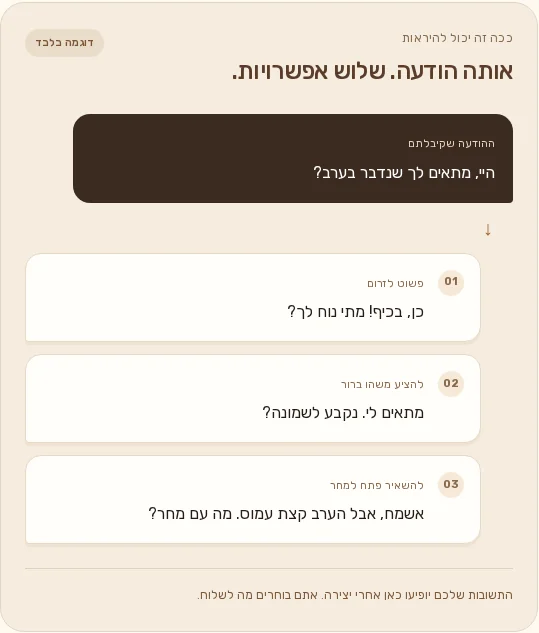 ככה זה יכול להיראות
דוגמה בלבד
אותה הודעה. שלוש אפשרויות.
ההודעה שקיבלתם
היי, מתאים לך שנדבר בערב?
↓
01
פשוט לזרום
כן, בכיף! מתי נוח לך?
02
להציע משהו ברור
מתאים לי. נקבע לשמונה?
03
להשאיר פתח למחר
אשמח, אבל הערב קצת עמוס. מה עם מחר?
התשובות שלכם יופיעו כאן אחרי יצירה. אתם בוחרים מה לשלוח.